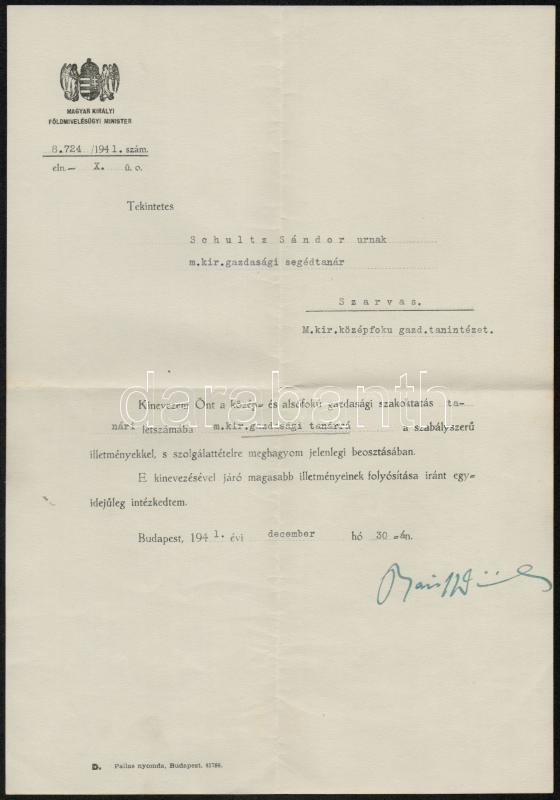 MAGYAR KIRÁLYI
FÖLDMIVELÉSÜGYI MINISTER
8.724 /1941. szám.
eln.— X. ü. o.
Tekintetes
Schultz Sándor urnak
m.kir.gazdasági segédtanár
Szarvas.
M.kir.középfoku gazd.tanintézet.
darabanth
Kinevezem Önt a közép- és alsófokú gazdasági szakoktatás ta-
nári létszámába m.kir.gazdasági tanárrá a szabályszerű
illetményekkel, s szolgálattételre meghagyom jelenlegi beosztásában.
E kinevezésével járó magasabb illetményeinek folyósítása iránt egy-
idejűleg intézkedtem.
Budapest, 1941. évi december hó 30-án.
D. Pallas nyomda, Budapest.